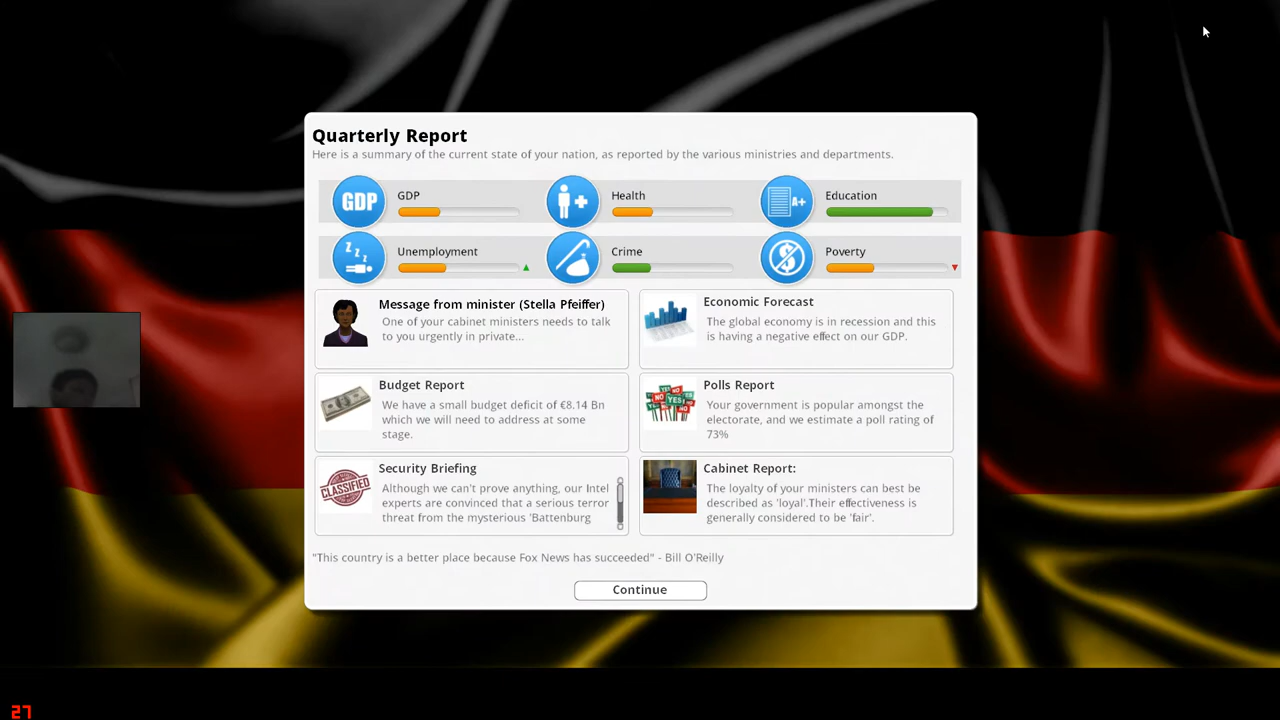 Quarterly Report
Here is a summary of the current state of your nation, as reported by the various ministries and departments.
GDP
GDP
Health
A+
Education
z z z
Unemployment
Crime
$
Poverty
Message from minister (Stella Pfeiffer)
One of your cabinet ministers needs to talk
to you urgently in private...
Economic Forecast
The global economy is in recession and this
is having a negative effect on our GDP.
Budget Report
We have a small budget deficit of €8.14 Bn
which we will need to address at some
stage.
NO YES NO
YES
NO
Polls Report
Your government is popular amongst the
electorate, and we estimate a poll rating of
73%
CLASSIFIED
Security Briefing
Although we can't prove anything, our Intel
experts are convinced that a serious terror
threat from the mysterious 'Battenburg
Cabinet Report:
The loyalty of your ministers can best be
described as 'loyal'.Their effectiveness is
generally considered to be 'fair'.
"This country is a better place because Fox News has succeeded" - Bill O'Reilly
Continue
27